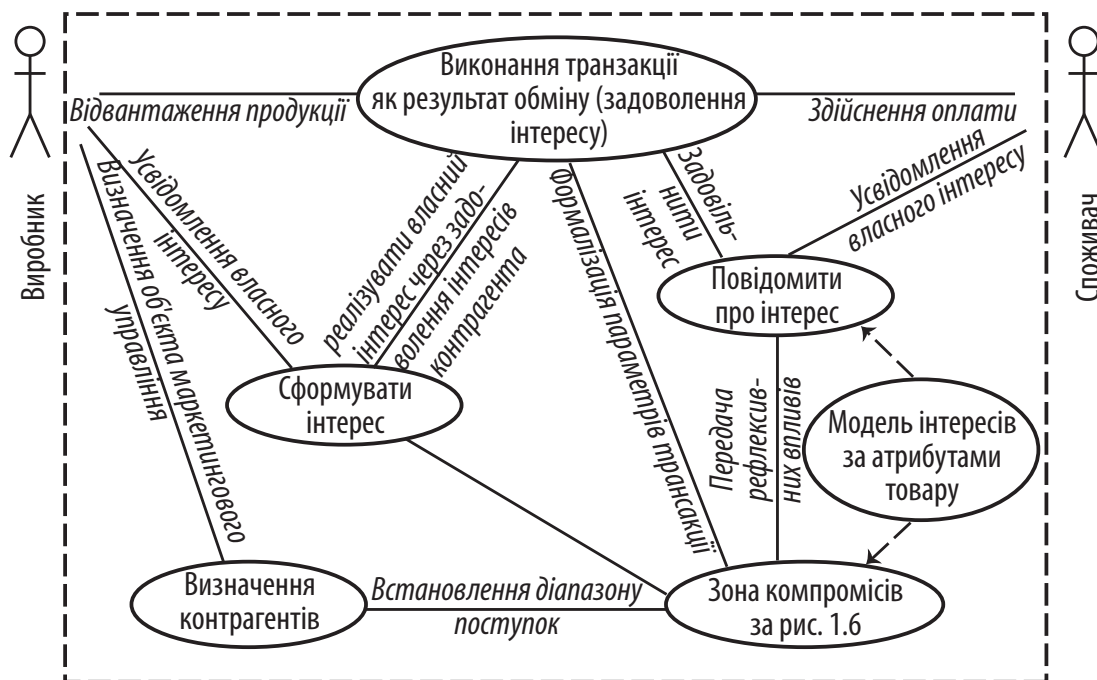 Виконання транзакції
як результат обміну (задоволення
інтересу)
Відвантаження продукції
Здійснення оплати
Виробник
Споживач
Усвідомлення власного
інтересу
Визначення об'єкта маркетингового
управління
реалізувати власний
інтерес через задо-
волення інтересів
контрагента
Формалізація параметрів трансакції
Задовіль-
нити
інтерес
Усвідомлення
власного інтересу
Повідомити
про інтерес
Сформувати
інтерес
Передача
рефлексив-
них впливів
Модель інтересів
за атрибутами
товару
Визначення
контрагентів
Встановлення діапазону
поступок
Зона компромісів
за рис. 1.6